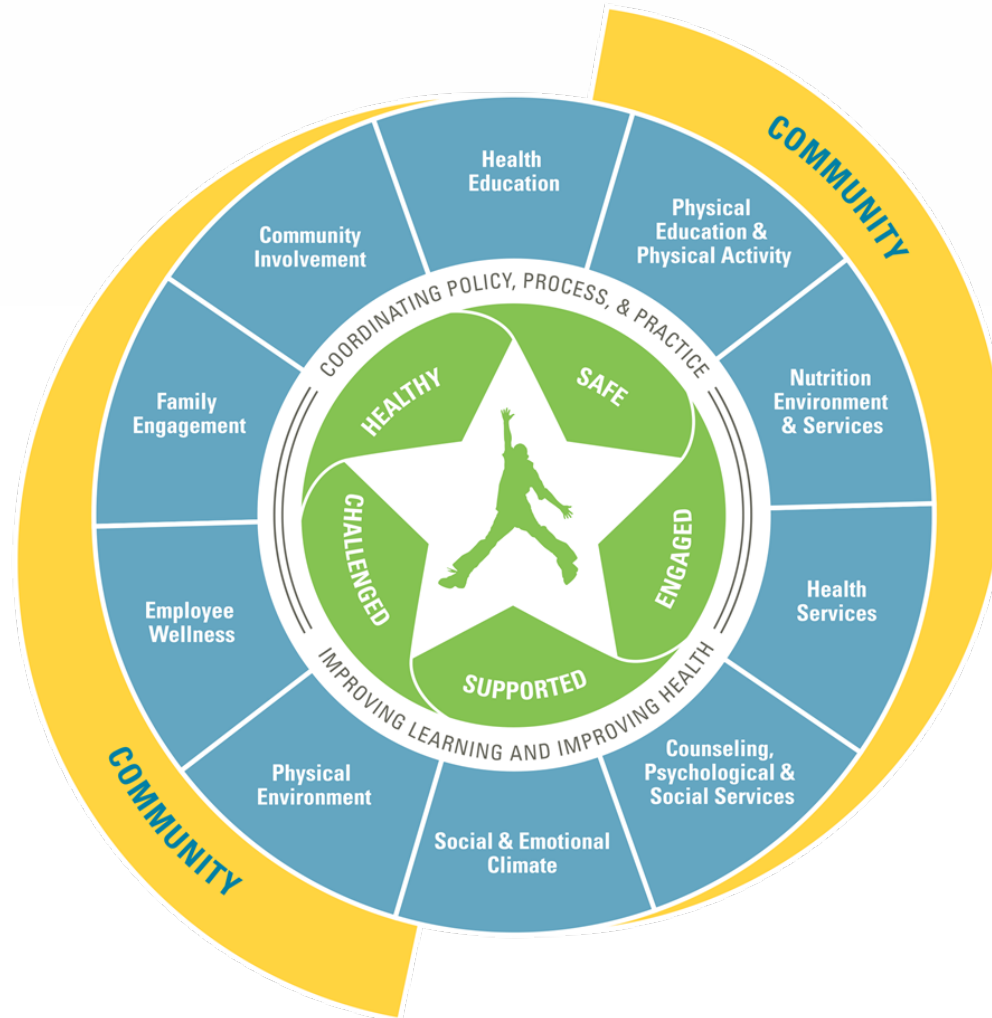 COMMUNITY
Health
Education
Physical
Education &
Physical Activity
Nutrition
Environment
& Services
Health
Services
Counseling,
Psychological &
Social Services
Social & Emotional
Climate
Physical
Environment
Employee
Wellness
Family
Engagement
Community
Involvement
COORDINATING POLICY, PROCESS, & PRACTICE
IMPROVING LEARNING AND IMPROVING HEALTH
HEALTHY
SAFE
ENGAGED
SUPPORTED
CHALLENGED
COMMUNITY